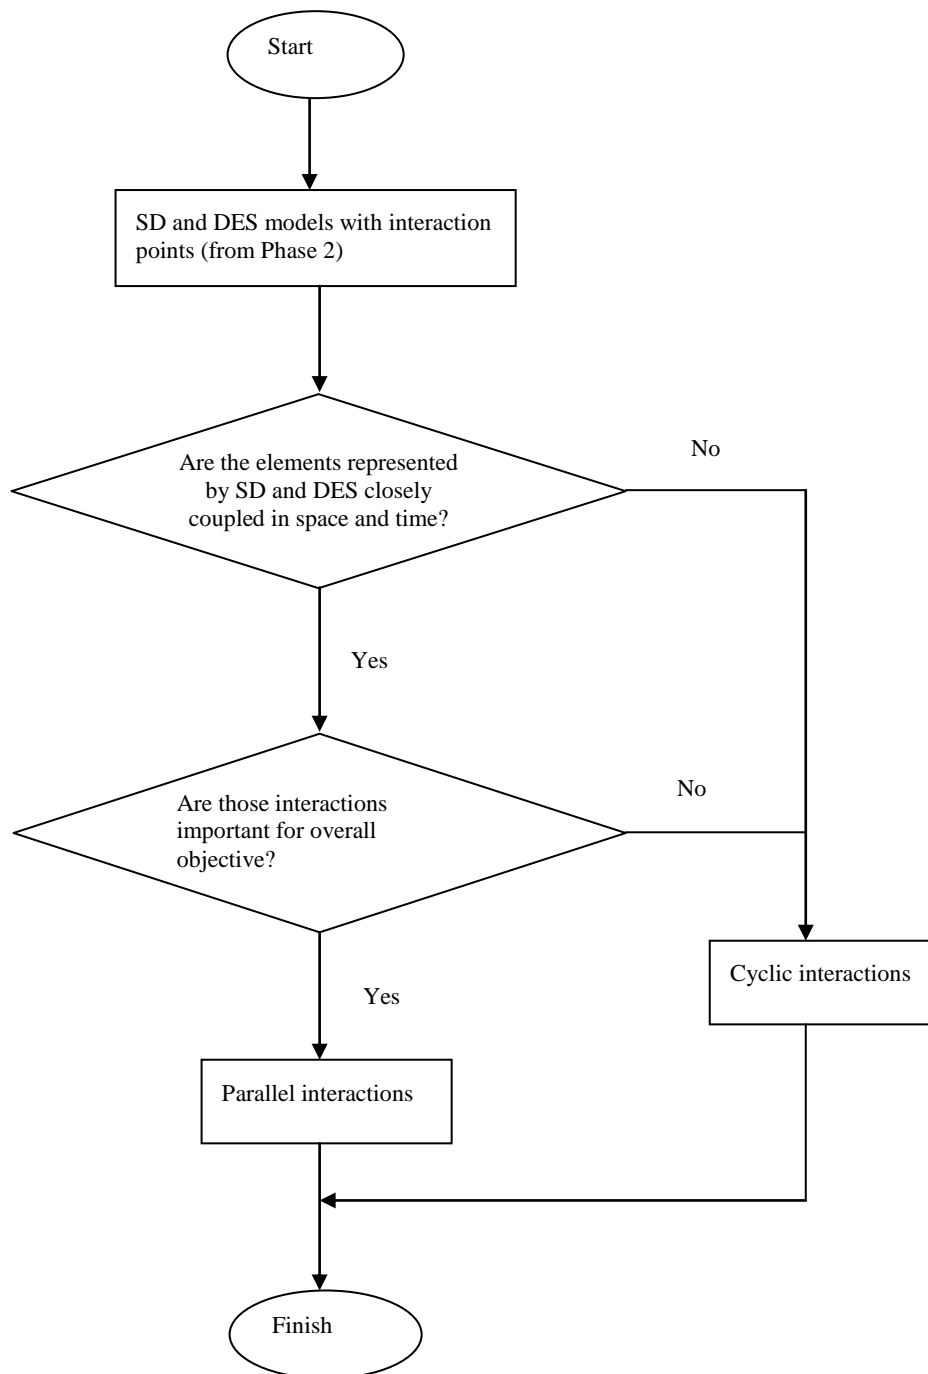 Start
SD and DES models with interaction
points (from Phase 2)
No
Are the elements represented
by SD and DES closely
coupled in space and time?
Yes
No
Are those interactions
important for overall
objective?
Cyclic interactions
Yes
Parallel interactions
Finish